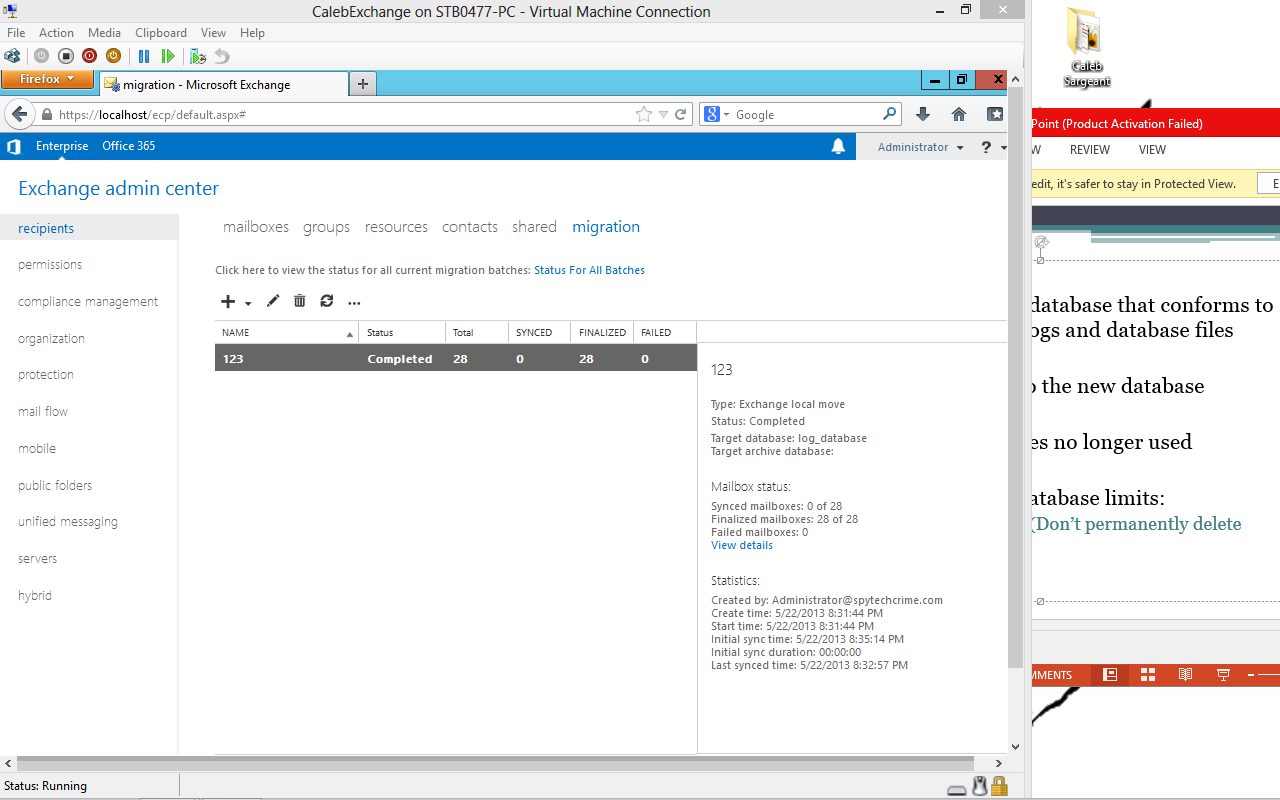 CalebExchange on STB0477-PC - Virtual Machine Connection
File Action Media Clipboard View Help
Firefox
migration - Microsoft Exchange
https://localhost/ecp/default.aspx#
Google
Enterprise Office 365
Administrator ?
Exchange admin center
recipients
permissions
compliance management
organization
protection
mail flow
mobile
public folders
unified messaging
servers
hybrid
mailboxes groups resources contacts shared migration
Click here to view the status for all current migration batches: Status For All Batches
NAME Status Total SYNCED FINALIZED FAILED
123 Completed 28 0 28 0
123
Type: Exchange local move
Status: Completed
Target database: log_database
Target archive database:
Mailbox status:
Synced mailboxes: 0 of 28
Finalized mailboxes: 28 of 28
Failed mailboxes: 0
View details
Statistics:
Created by: Administrator@spytechcrime.com
Create time: 5/22/2013 8:31:44 PM
Start time: 5/22/2013 8:31:44 PM
Initial sync time: 5/22/2013 8:35:14 PM
Initial sync duration: 00:00:00
Last synced time: 5/22/2013 8:32:57 PM
Status: Running
Caleb
Sargeant
Point (Product Activation Failed)
W REVIEW VIEW
edit, it's safer to stay in Protected View. E
database that conforms to
ogs and database files
o the new database
es no longer used
atabase limits:
(Don't permanently delete
MMENTS